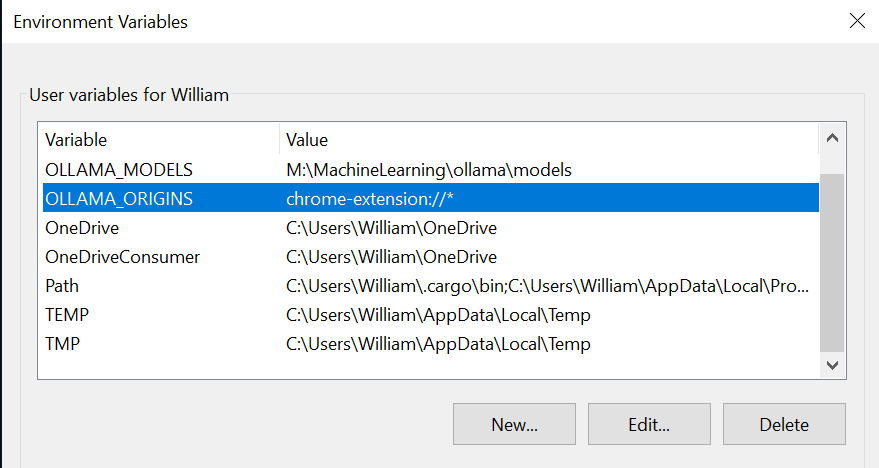 Environment Variables
User variables for William
Variable Value
OLLAMA_MODELS M:\MachineLearning\ollama\models
OLLAMA_ORIGINS chrome-extension://*
OneDrive C:\Users\William\OneDrive
OneDriveConsumer C:\Users\William\OneDrive
Path C:\Users\William\.cargo\bin;C:\Users\William\AppData\Local\Pro...
TEMP C:\Users\William\AppData\Local\Temp
TMP C:\Users\William\AppData\Local\Temp
New... Edit... Delete